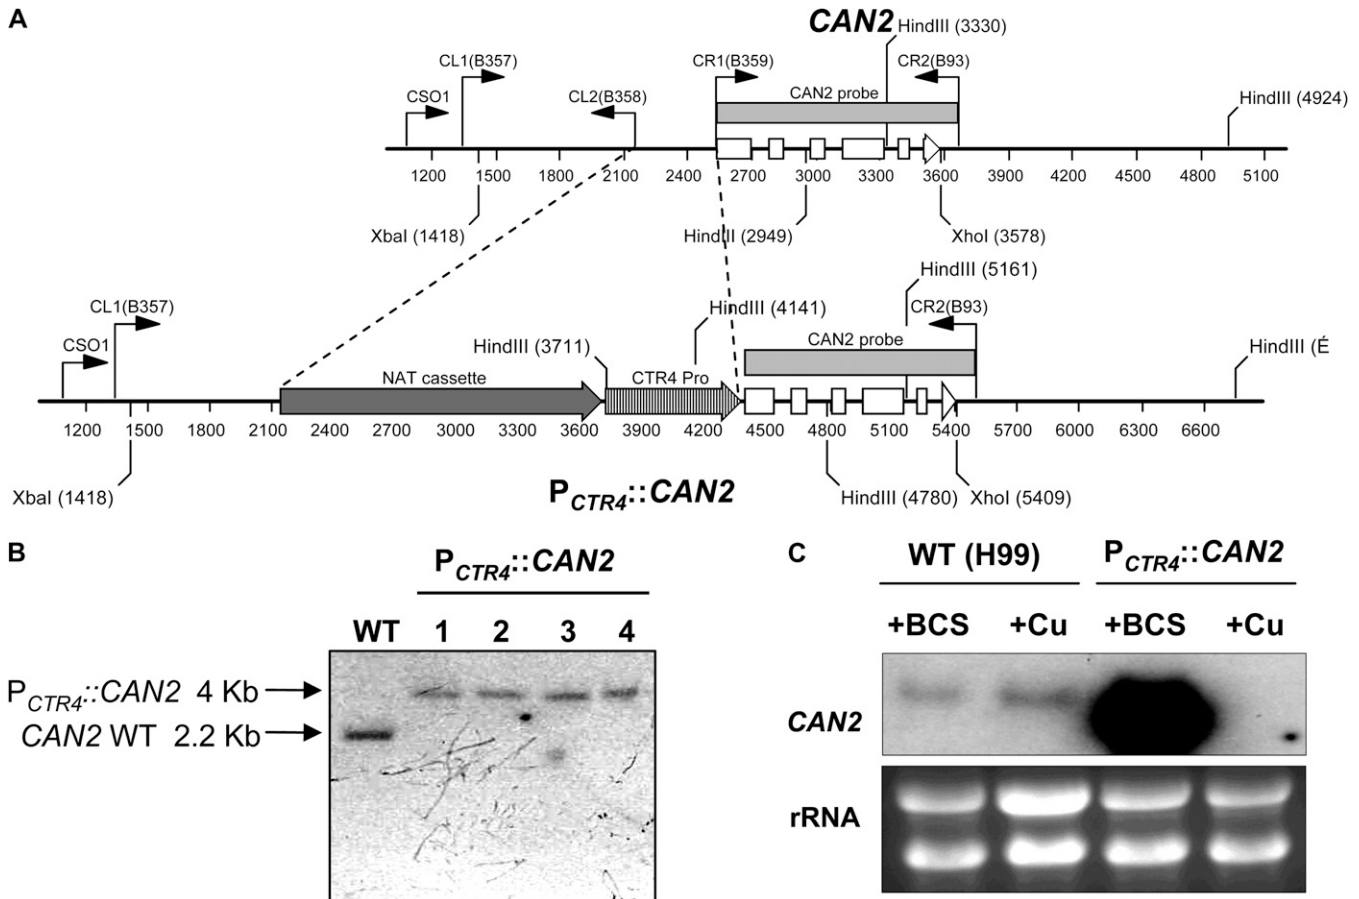 A
CAN2
HindIII (3330)
CL1(B357)
CR1(B359)
CR2(B93)
CSO1
CL2(B358)
CAN2 probe
HindIII (4924)
1200 1500 1800 2100 2400 2700 3000 3300 3600 3900 4200 4500 4800 5100
XbaI (1418)
HindIII (2949)
XhoI (3578)
HindIII (5161)
CL1(B357)
HindIII (4141)
CR2(B93)
CSO1
HindIII (3711)
CAN2 probe
HindIII (É
NAT cassette
CTR4 Pro
1200 1500 1800 2100 2400 2700 3000 3300 3600 3900 4200 4500 4800 5100 5400 5700 6000 6300 6600
XbaI (1418)
PCTR4::CAN2
HindIII (4780)
XhoI (5409)
B
PCTR4::CAN2
WT 1 2 3 4
PCTR4::CAN2 4 Kb
CAN2 WT 2.2 Kb
C
WT (H99)
PCTR4::CAN2
+BCS +Cu +BCS +Cu
CAN2
rRNA